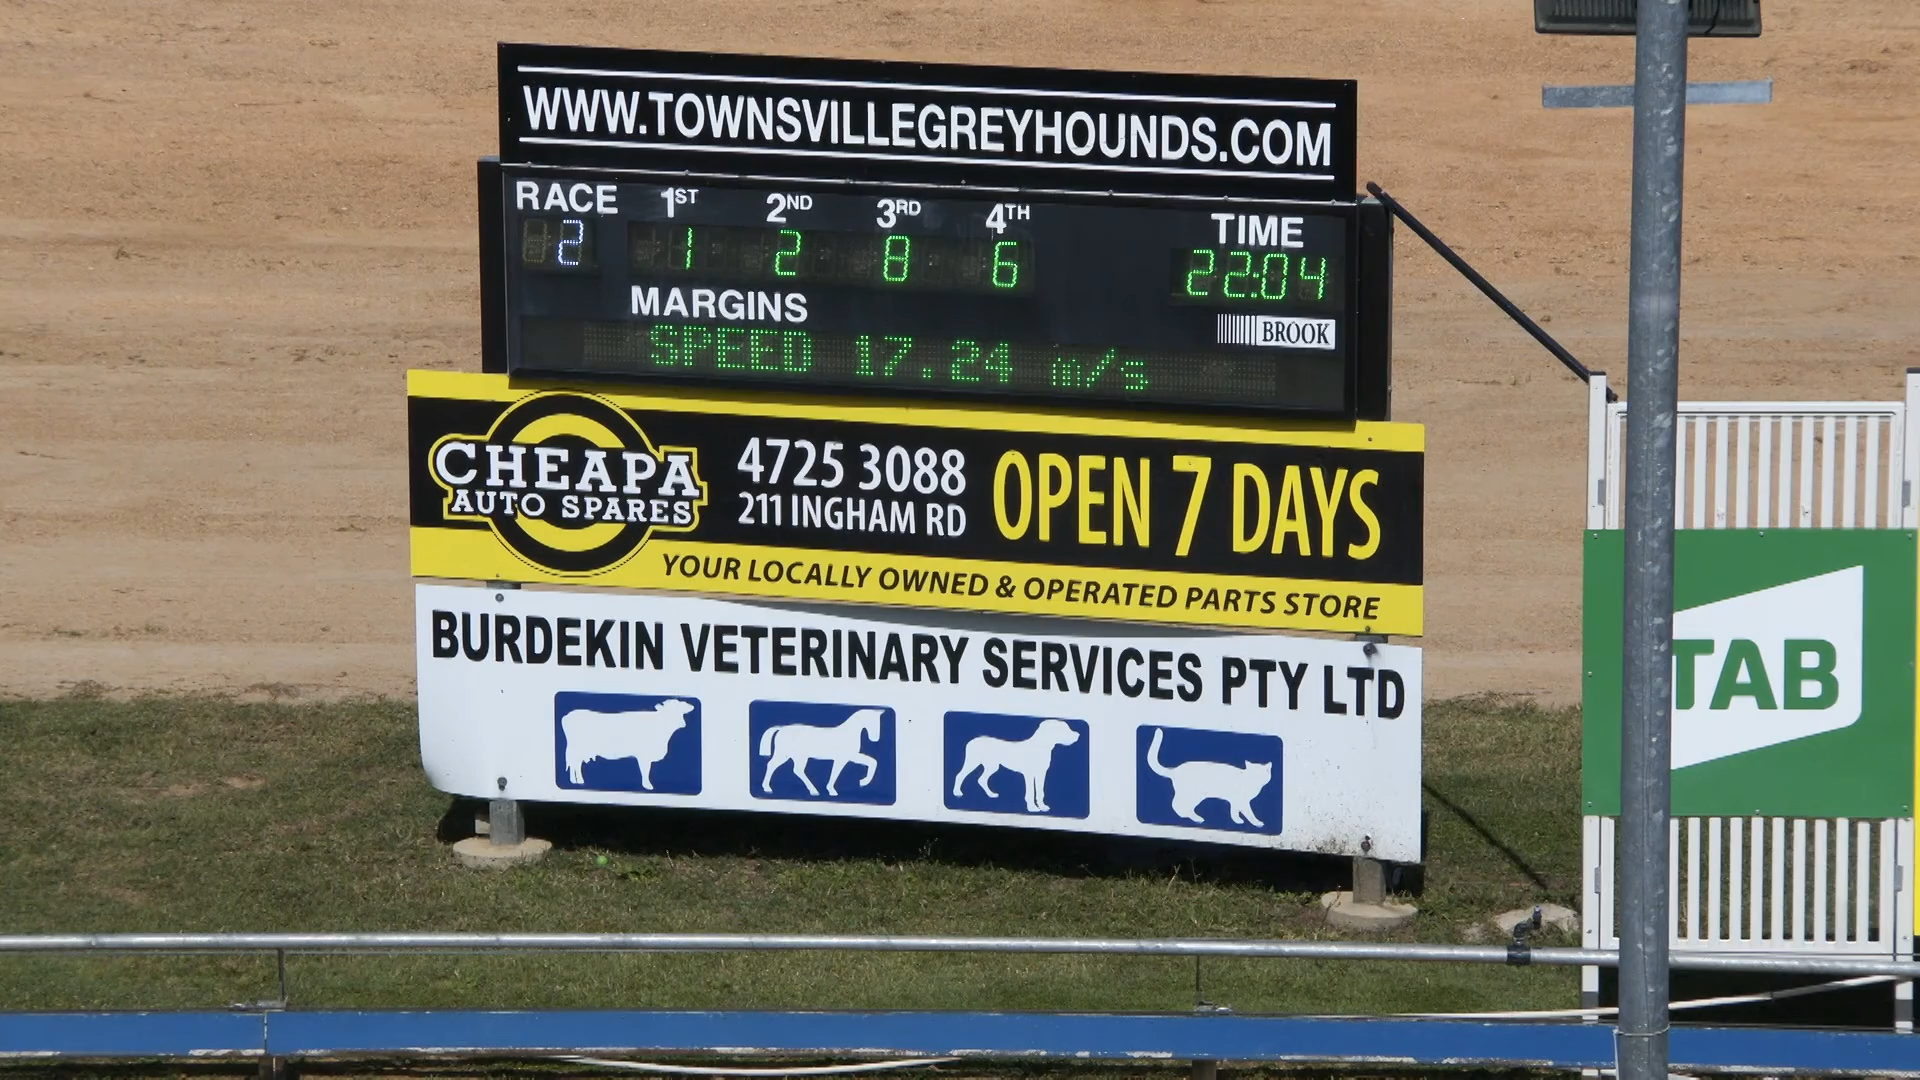 WWW.TOWNSVILLEGREYHOUNDS.COM
RACE 1ST 2ND 3RD 4TH TIME
2 1 2 8 6 22:04
MARGINS
BROOK
SPEED 17.24 m/s
CHEAPA
AUTO SPARES
4725 3088
211 INGHAM RD
OPEN 7 DAYS
YOUR LOCALLY OWNED & OPERATED PARTS STORE
BURDEKIN VETERINARY SERVICES PTY LTD
TAB